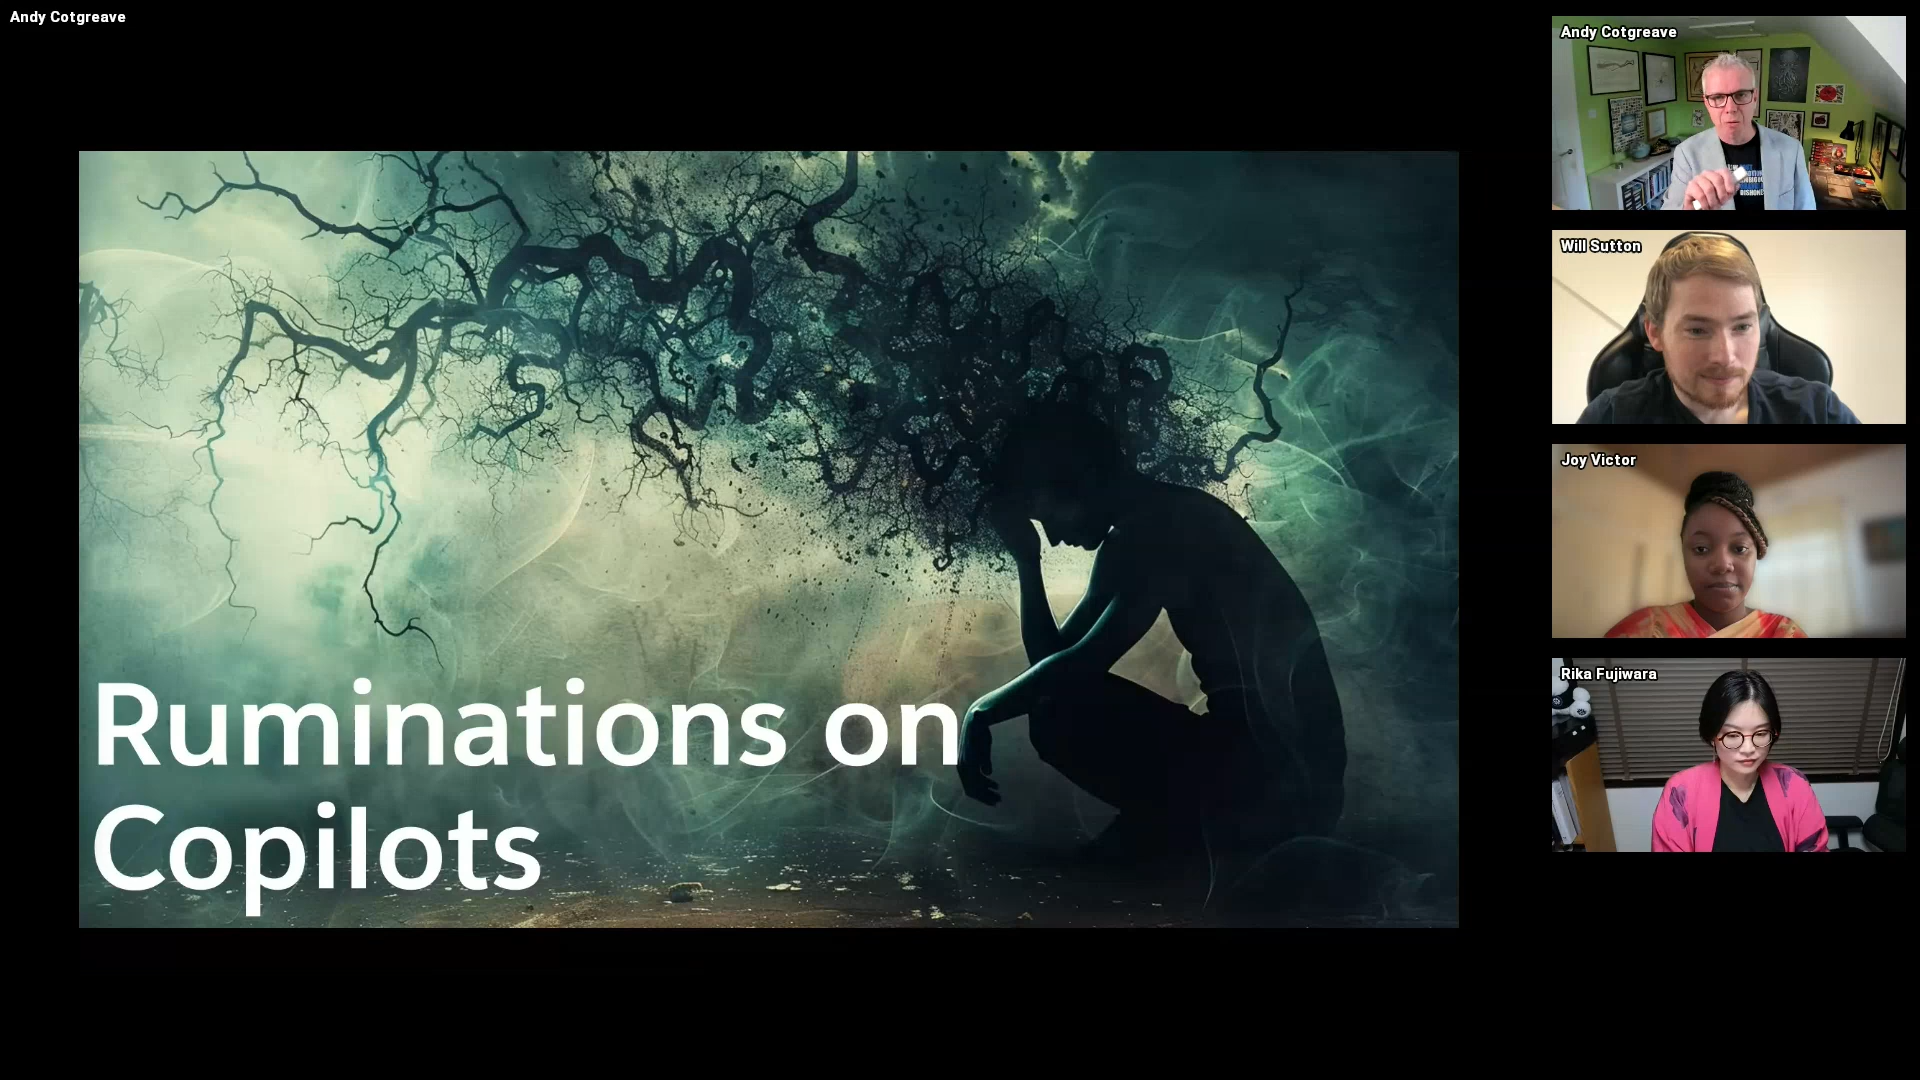 Andy Cotgreave
Ruminations on
Copilots
Andy Cotgreave
Will Sutton
Joy Victor
Rika Fujiwara